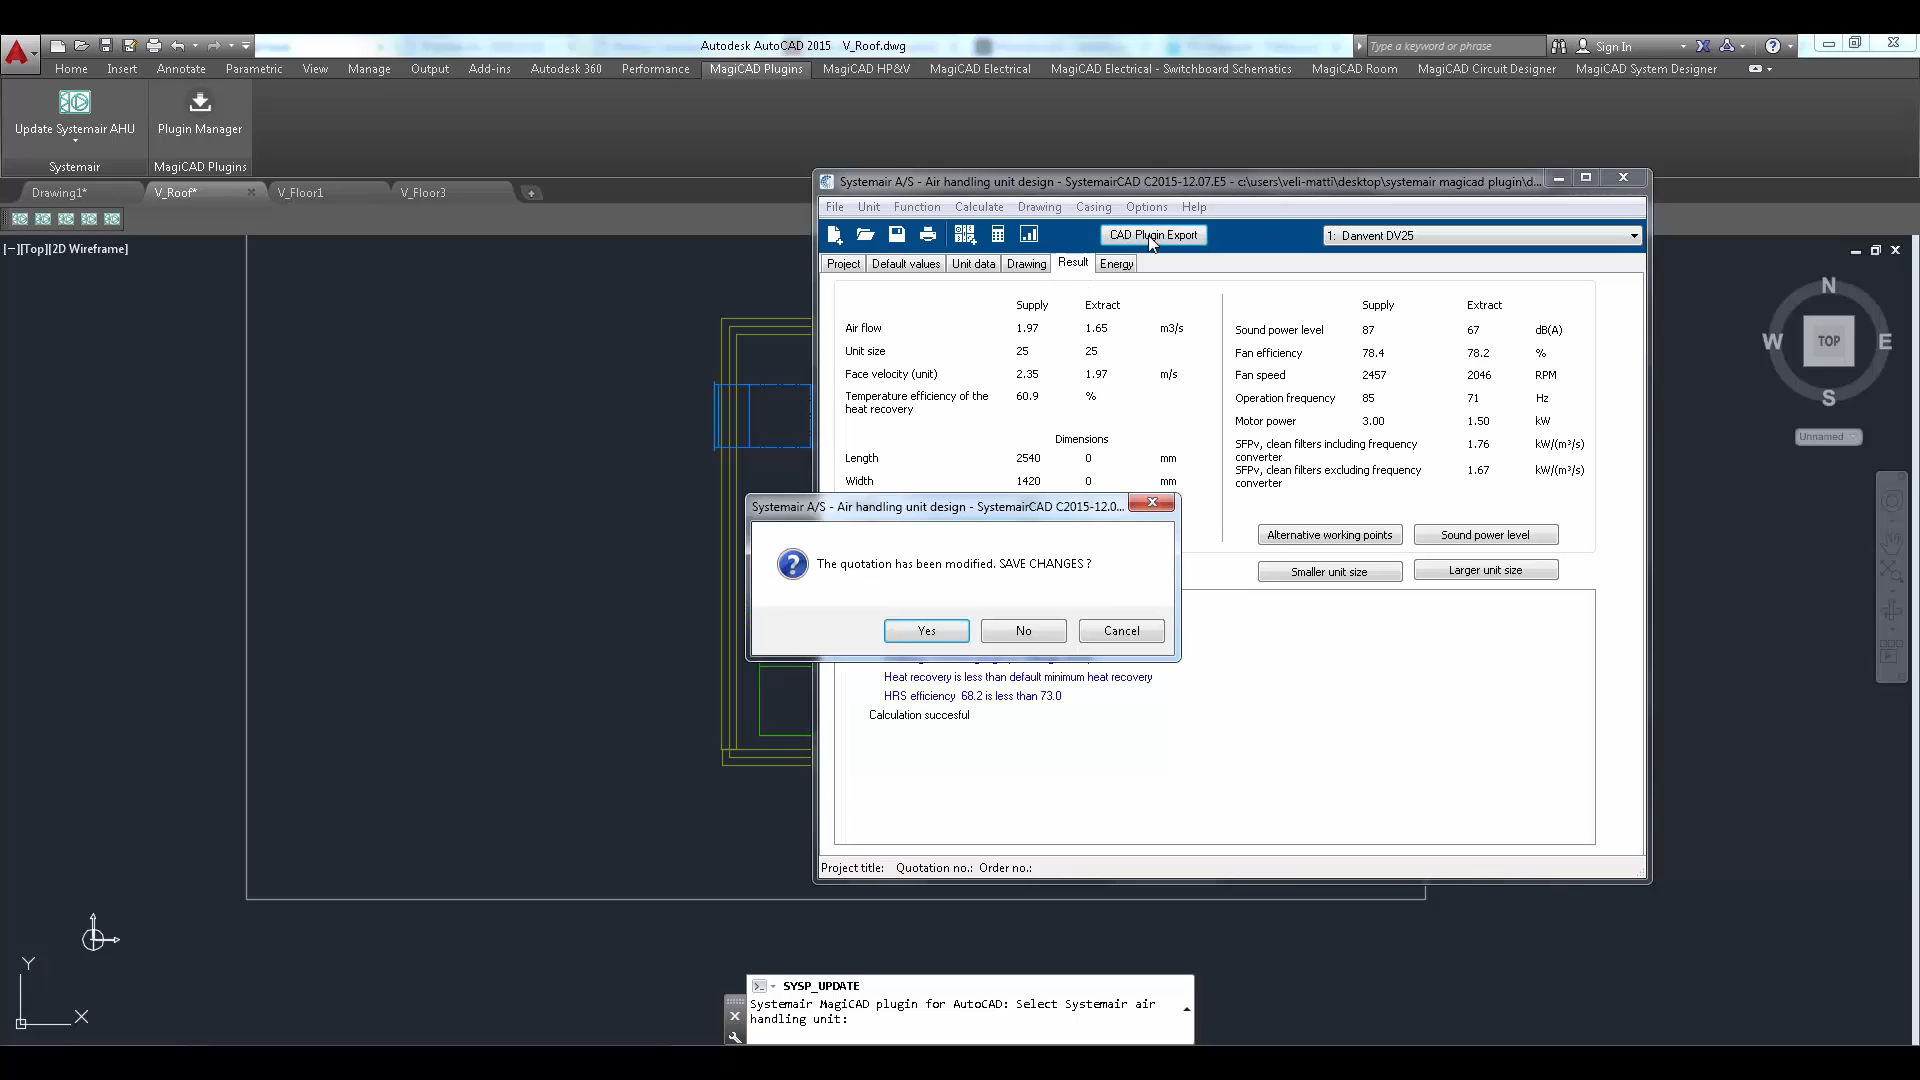 Autodesk AutoCAD 2015 V_Roof.dwg
Type a keyword or phrase
Sign In
Home Insert Annotate Parametric View Manage Output Add-ins Autodesk 360 Performance MagiCAD Plugins MagiCAD HP&V MagiCAD Electrical MagiCAD Electrical - Switchboard Schematics MagiCAD Room MagiCAD Circuit Designer MagiCAD System Designer
Update Systemair AHU Plugin Manager
Systemair MagiCAD Plugins
Drawing1* V_Roof* V_Floor1 V_Floor3
[−][Top][2D Wireframe]
Systemair A/S - Air handling unit design - SystemairCAD C2015-12.07.E5 - c:\users\veli-matti\desktop\systemair magicad plugin\d...
File Unit Function Calculate Drawing Casing Options Help
CAD Plugin Export
1: Danvent DV25
Project Default values Unit data Drawing Result Energy
Supply Extract
Air flow 1.97 1.65 m3/s
Unit size 25 25
Face velocity (unit) 2.35 1.97 m/s
Temperature efficiency of the 60.9 %
heat recovery
Dimensions
Length 2540 0 mm
Width 1420 0 mm
Supply Extract
Sound power level 87 67 dB(A)
Fan efficiency 78.4 78.2 %
Fan speed 2457 2046 RPM
Operation frequency 85 71 Hz
Motor power 3.00 1.50 kW
SFPv, clean filters including frequency 1.76 kW/(m³/s)
converter
SFPv, clean filters excluding frequency 1.67 kW/(m³/s)
converter
Alternative working points Sound power level
Smaller unit size Larger unit size
Systemair A/S - Air handling unit design - SystemairCAD C2015-12.0...
The quotation has been modified. SAVE CHANGES ?
Yes No Cancel
Heat recovery is less than default minimum heat recovery
HRS efficiency 68.2 is less than 73.0
Calculation succesful
Project title: Quotation no.: Order no.:
N
W TOP E
S
Unnamed
Y
X
SYSP_UPDATE
Systemair MagiCAD plugin for AutoCAD: Select Systemair air
handling unit: